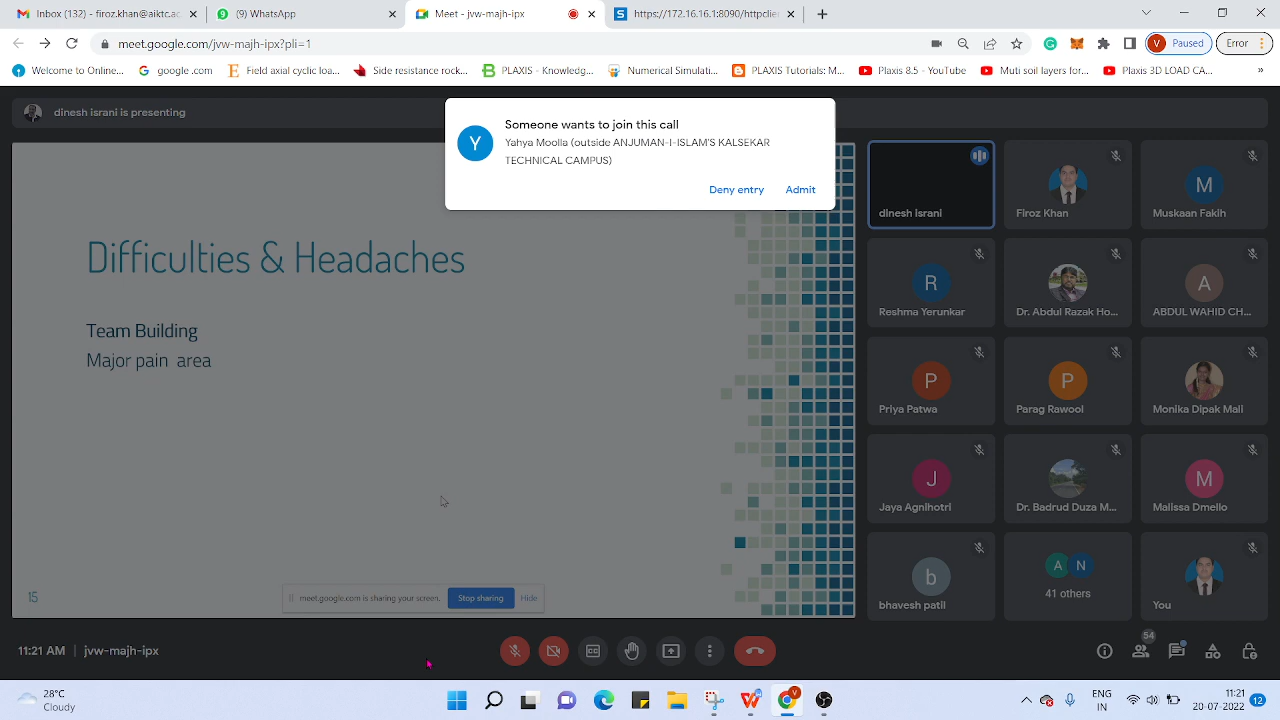 Inbox (132) - firoz.khan@aiktc.ac
(9) WhatsApp
9
Meet - jvw-majh-ipx
https://172.16.16.1:8090/httpclie
meet.google.com/jvw-majh-ipx?pli=1
V Paused
Error
Welcome to Online...
google.com
Field axisymmetric cyclic loa...
Side resistance roc...
PLAXIS - Knowledg...
Numerical Simulati...
PLAXIS Tutorials: M...
Plaxis 8.5 - YouTube
Muti soil layers for...
Plaxis 3D LOAD CA...
»
dinesh israni is presenting
Someone wants to join this call
Y
Yahya Moolla (outside ANJUMAN-I-ISLAM'S KALSEKAR
TECHNICAL CAMPUS)
Deny entry
Admit
Difficulties & Headaches
Team Building
Major pain area
15
meet.google.com is sharing your screen.
Stop sharing
Hide
dinesh israni
Firoz Khan
M
Muskaan Fakih
R
Reshma Yerunkar
Dr. Abdul Razak Ho...
A
ABDUL WAHID CH...
P
Priya Patwa
P
Parag Rawool
Monika Dipak Mali
J
Jaya Agnihotri
Dr. Badrud Duza M...
M
Malissa Dmello
b
bhavesh patil
A N
41 others
You
11:21 AM | jvw-majh-ipx
54
28°C
Cloudy
ENG
IN
11:21
20-07-2022
12